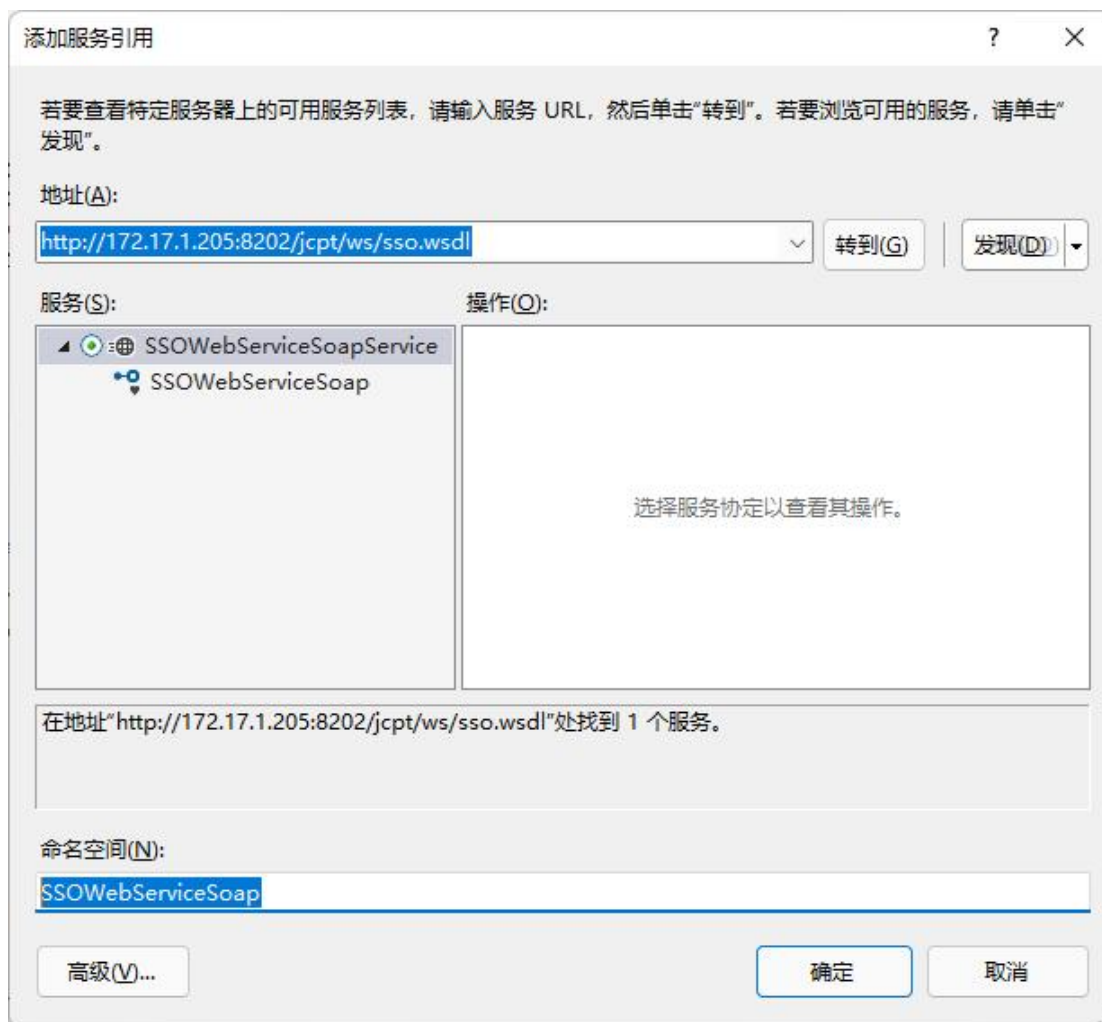 添加服务引用
?
若要查看特定服务器上的可用服务列表，请输入服务 URL，然后单击“转到”。若要浏览可用的服务，请单击“
发现”。
地址(A):
http://172.17.1.205:8202/jcpt/ws/sso.wsdl
转到(G)
发现(D)
服务(S):
操作(O):
SSOWebServiceSoapService
SSOWebServiceSoap
选择服务协定以查看其操作。
在地址“http://172.17.1.205:8202/jcpt/ws/sso.wsdl”处找到 1 个服务。
命名空间(N):
SSOWebServiceSoap
高级(V)...
确定
取消